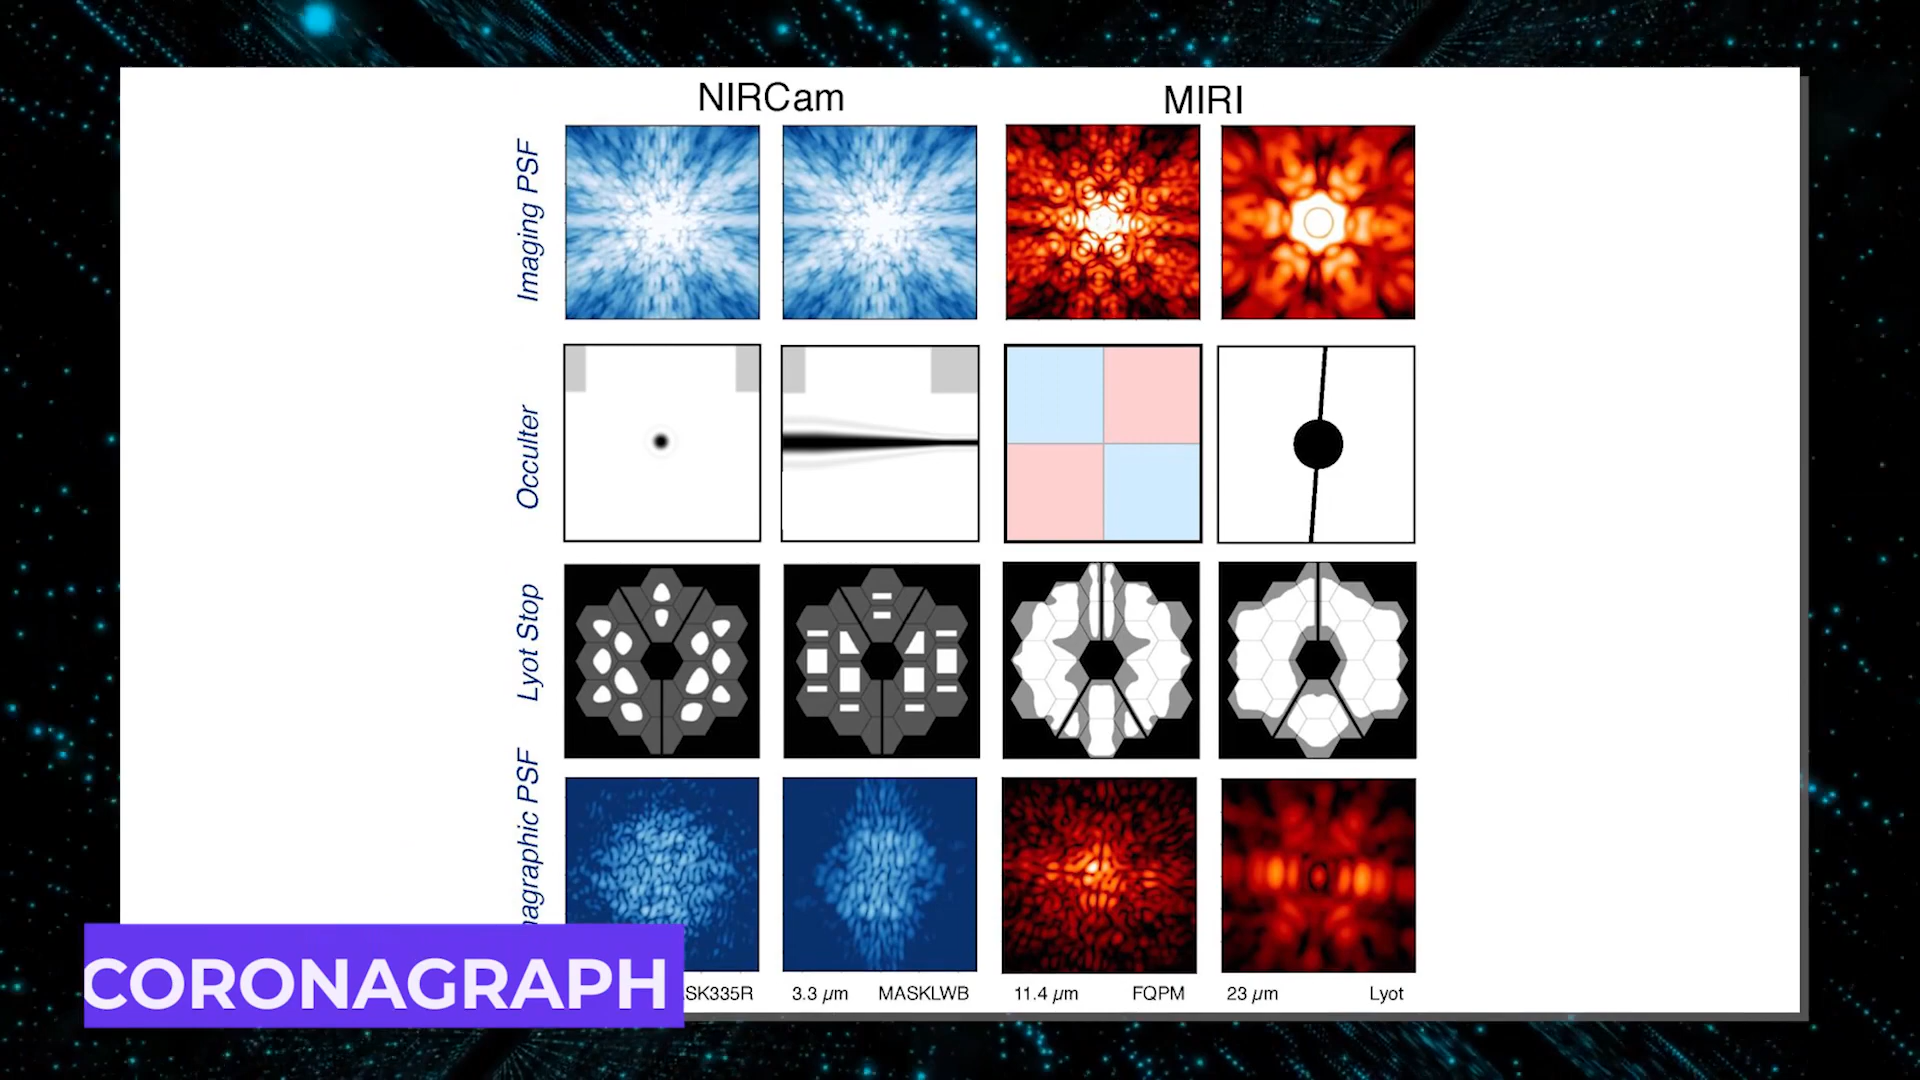 NIRCam MIRI
Imaging PSF
Occulter
Lyot Stop
agraphic PSF
CORONAGRAPH
SK335R 3.3 µm MASKLWB 11.4 µm FQPM 23 µm Lyot